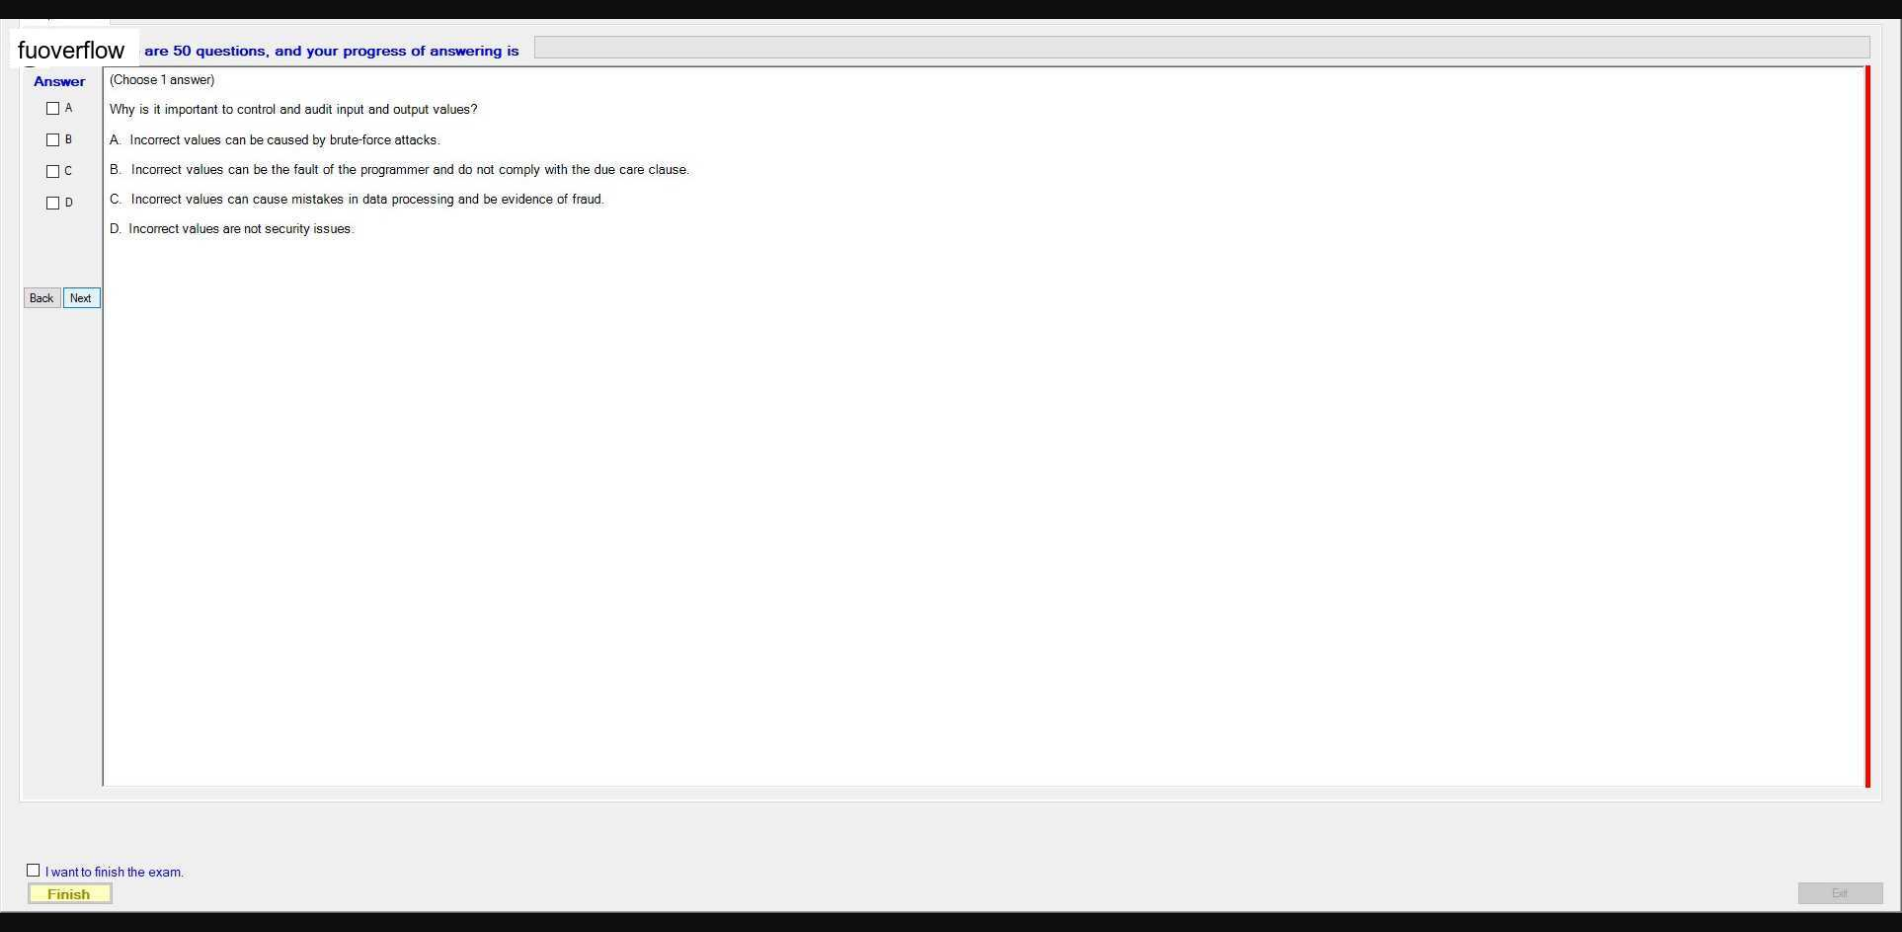 fuoverflow are 50 questions, and your progress of answering is
Answer
(Choose 1 answer)
A
Why is it important to control and audit input and output values?
B
A. Incorrect values can be caused by brute-force attacks.
C
B. Incorrect values can be the fault of the programmer and do not comply with the due care clause.
D
C. Incorrect values can cause mistakes in data processing and be evidence of fraud.
D. Incorrect values are not security issues.
Back Next
I want to finish the exam.
Finish
Exit